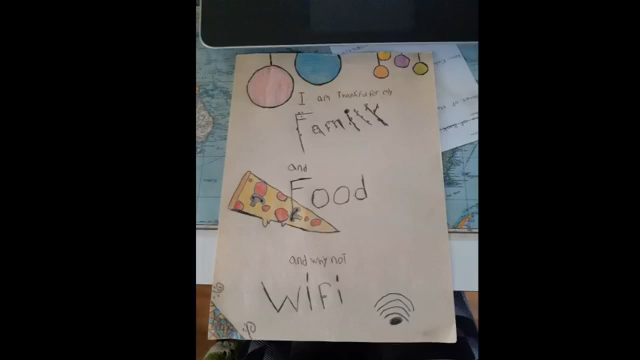 I am Thankful for my
Family
and
Food
and why not
WiFi